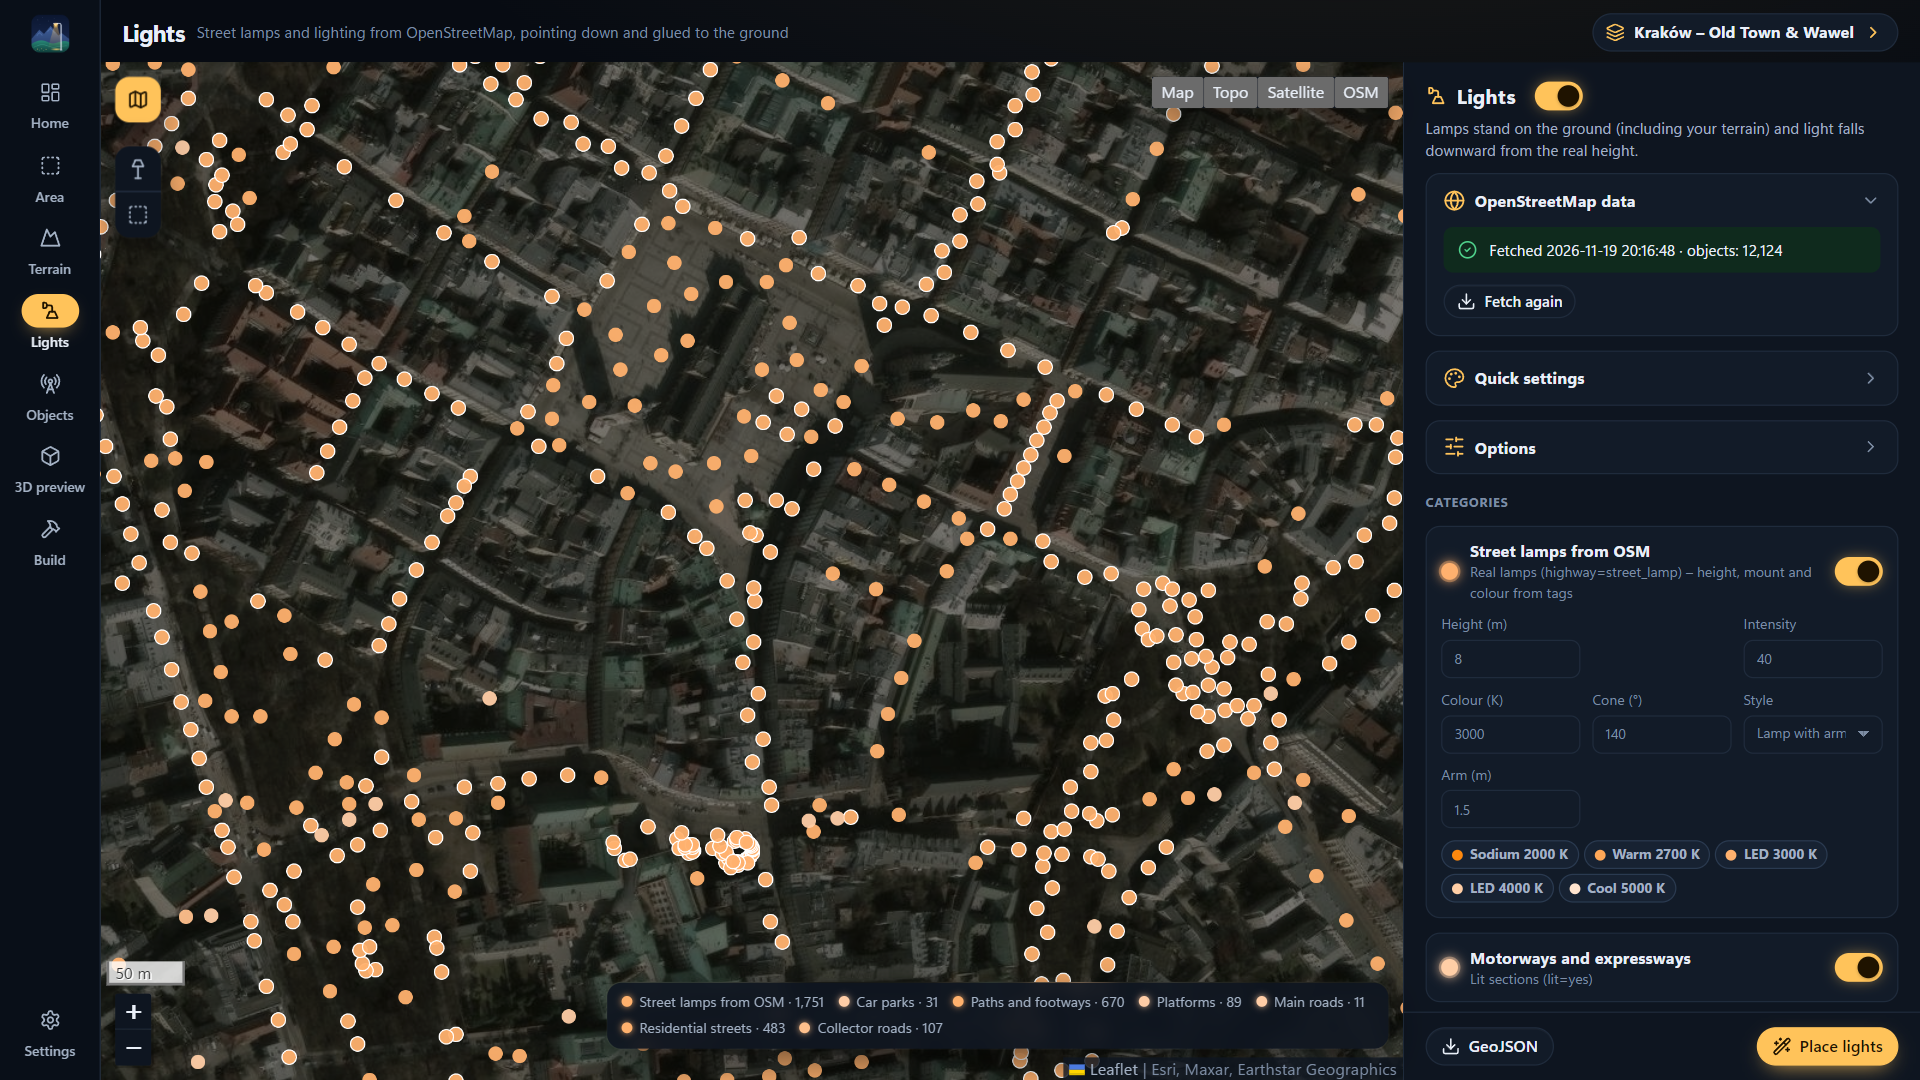 Lights
Street lamps and lighting from OpenStreetMap, pointing down and glued to the ground
Kraków – Old Town & Wawel
Home
Area
Terrain
Lights
Objects
3D preview
Build
Settings
Map
Topo
Satellite
OSM
50 m
+
−
Street lamps from OSM · 1,751
Car parks · 31
Paths and footways · 670
Platforms · 89
Main roads · 11
Residential streets · 483
Collector roads · 107
Leaflet | Esri, Maxar, Earthstar Geographics
Lights
Lamps stand on the ground (including your terrain) and light falls
downward from the real height.
OpenStreetMap data
Fetched 2026-11-19 20:16:48 · objects: 12,124
Fetch again
Quick settings
Options
CATEGORIES
Street lamps from OSM
Real lamps (highway=street_lamp) – height, mount and
colour from tags
Height (m)
Intensity
8
40
Colour (K)
Cone (°)
Style
3000
140
Lamp with arm
Arm (m)
1.5
Sodium 2000 K
Warm 2700 K
LED 3000 K
LED 4000 K
Cool 5000 K
Motorways and expressways
Lit sections (lit=yes)
GeoJSON
Place lights